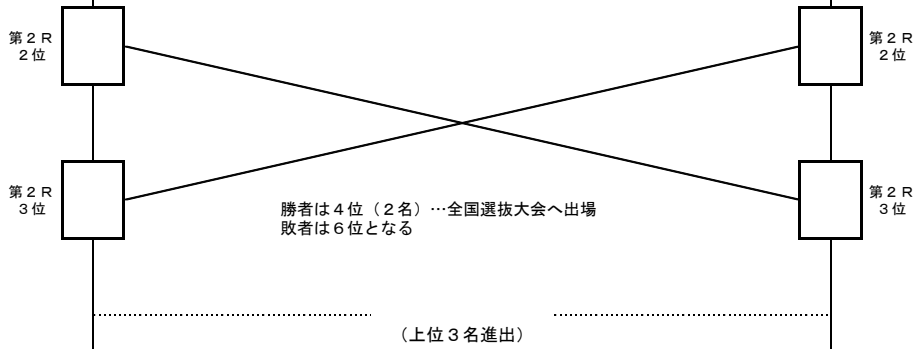 第２Ｒ
２位
第２Ｒ
２位
第２Ｒ
３位
第２Ｒ
３位
勝者は４位（２名）…全国選抜大会へ出場
敗者は６位となる
（上位３名進出）